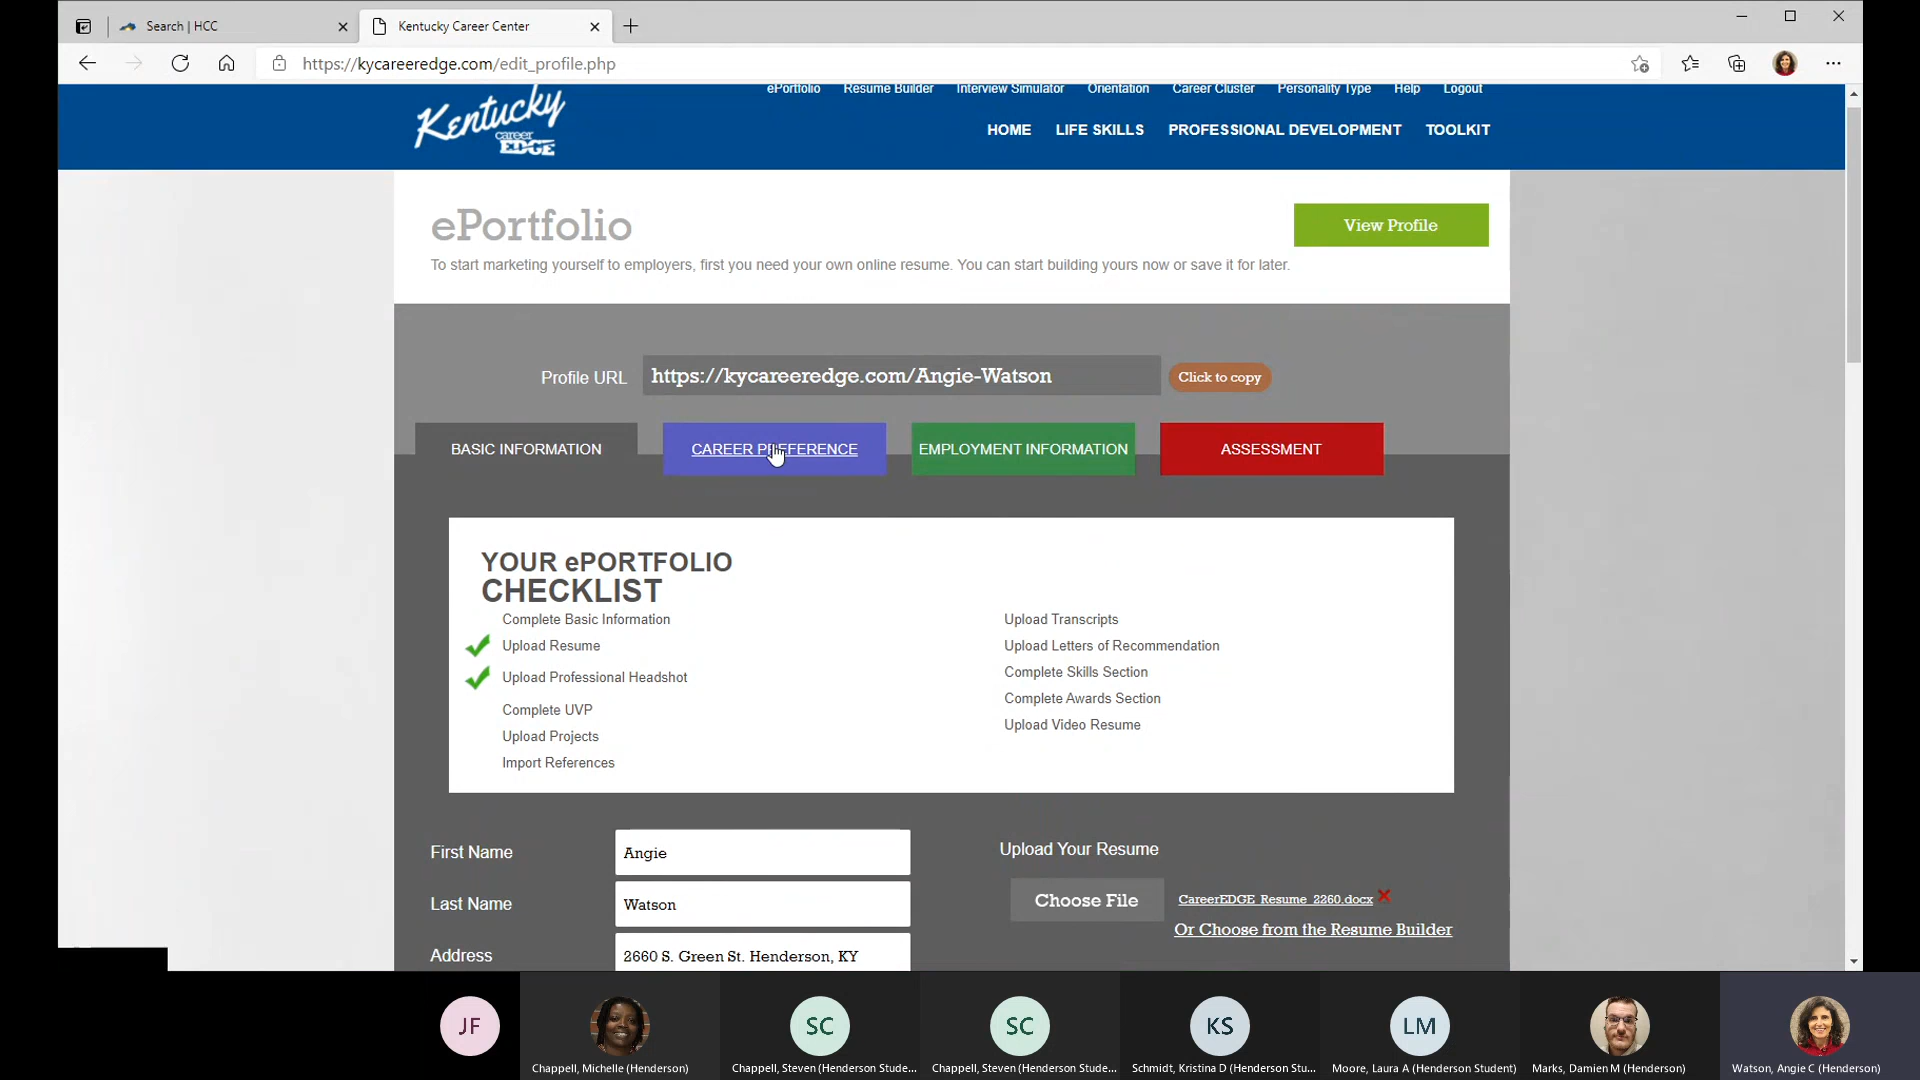 Search | HCC
Kentucky Career Center
https://kycareeredge.com/edit_profile.php
ePortfolio Resume Builder Interview Simulator Orientation Career Cluster Personality Type Help Logout
Kentucky
career
EDGE
HOME LIFE SKILLS PROFESSIONAL DEVELOPMENT TOOLKIT
ePortfolio
View Profile
To start marketing yourself to employers, first you need your own online resume. You can start building yours now or save it for later.
Profile URL https://kycareeredge.com/Angie-Watson Click to copy
BASIC INFORMATION CAREER PREFERENCE EMPLOYMENT INFORMATION ASSESSMENT
YOUR ePORTFOLIO
CHECKLIST
Complete Basic Information
Upload Resume
Upload Professional Headshot
Complete UVP
Upload Projects
Import References
Upload Transcripts
Upload Letters of Recommendation
Complete Skills Section
Complete Awards Section
Upload Video Resume
First Name Angie
Last Name Watson
Address 2660 S. Green St. Henderson, KY
Upload Your Resume
Choose File CareerEDGE_Resume_2260.docx
Or Choose from the Resume Builder
JF
SC
SC
KS
LM
Chappell, Michelle (Henderson)
Chappell, Steven (Henderson Stude...
Chappell, Steven (Henderson Stude...
Schmidt, Kristina D (Henderson Stu...
Moore, Laura A (Henderson Student)
Marks, Damien M (Henderson)
Watson, Angie C (Henderson)